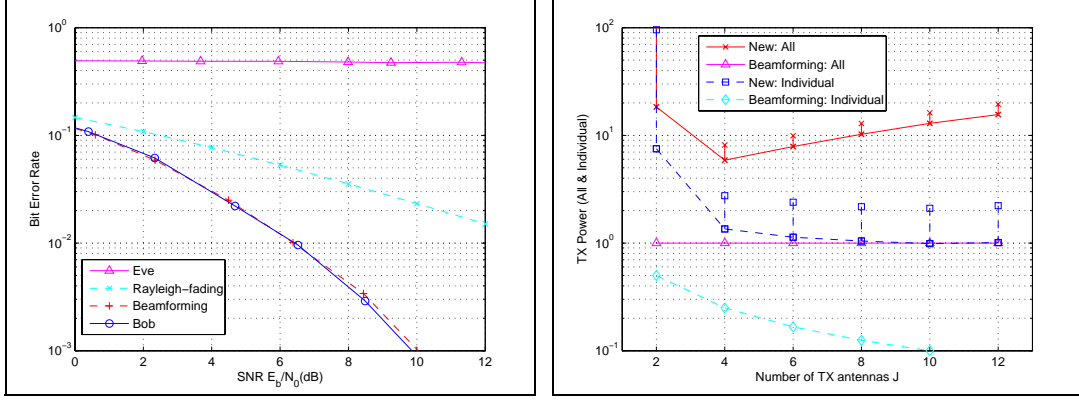 10^0
10^-1
10^-2
10^-3
Bit Error Rate
0 2 4 6 8 10 12
SNR E_b/N_0(dB)
Eve
Rayleigh−fading
Beamforming
Bob
10^2
10^1
10^0
10^-1
TX Power (All & Individual)
2 4 6 8 10 12
Number of TX antennas J
New: All
Beamforming: All
New: Individual
Beamforming: Individual